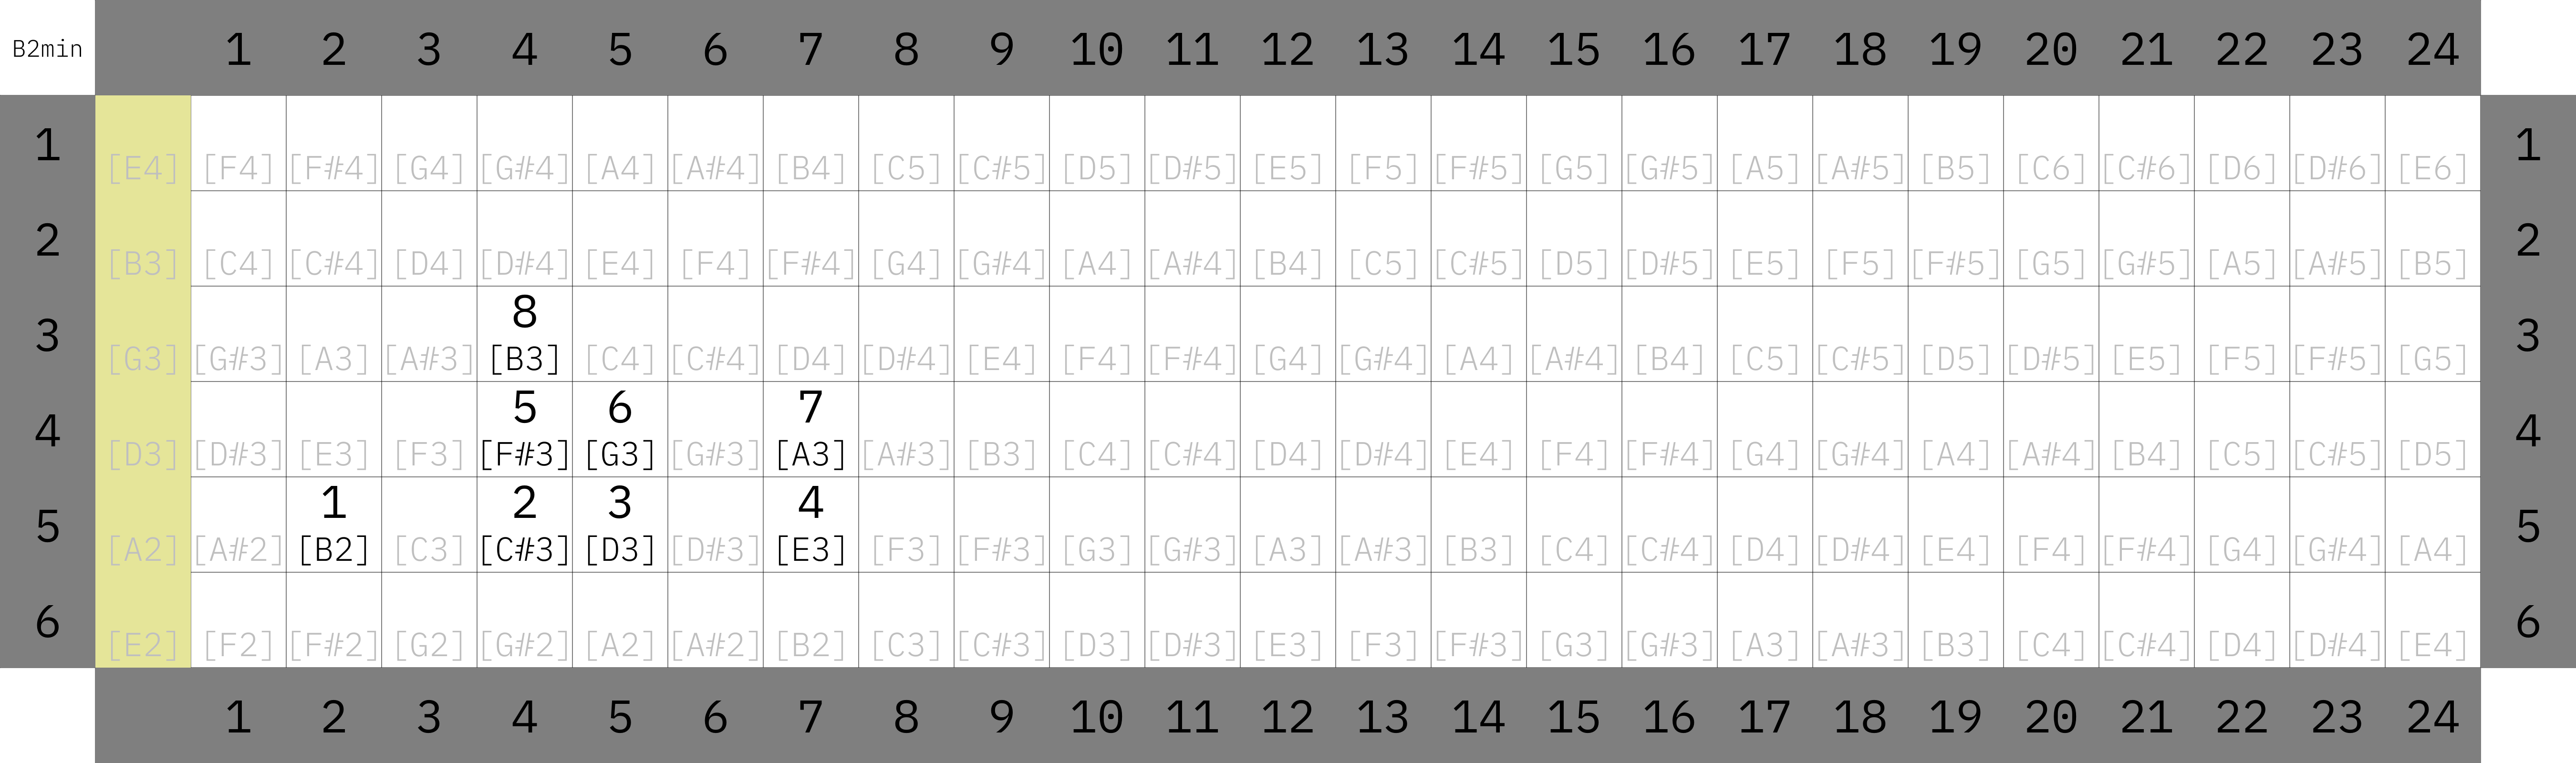 B2min 1 2 3 4 5 6 7 8 9 10 11 12 13 14 15 16 17 18 19 20 21 22 23 24
1 [E4] [F4] [F#4] [G4] [G#4] [A4] [A#4] [B4] [C5] [C#5] [D5] [D#5] [E5] [F5] [F#5] [G5] [G#5] [A5] [A#5] [B5] [C6] [C#6] [D6] [D#6] [E6] 1
2 [B3] [C4] [C#4] [D4] [D#4] [E4] [F4] [F#4] [G4] [G#4] [A4] [A#4] [B4] [C5] [C#5] [D5] [D#5] [E5] [F5] [F#5] [G5] [G#5] [A5] [A#5] [B5] 2
8
3 [G3] [G#3] [A3] [A#3] [B3] [C4] [C#4] [D4] [D#4] [E4] [F4] [F#4] [G4] [G#4] [A4] [A#4] [B4] [C5] [C#5] [D5] [D#5] [E5] [F5] [F#5] [G5] 3
5 6 7
4 [D3] [D#3] [E3] [F3] [F#3] [G3] [G#3] [A3] [A#3] [B3] [C4] [C#4] [D4] [D#4] [E4] [F4] [F#4] [G4] [G#4] [A4] [A#4] [B4] [C5] [C#5] [D5] 4
1 2 3 4
5 [A2] [A#2] [B2] [C3] [C#3] [D3] [D#3] [E3] [F3] [F#3] [G3] [G#3] [A3] [A#3] [B3] [C4] [C#4] [D4] [D#4] [E4] [F4] [F#4] [G4] [G#4] [A4] 5
6 [E2] [F2] [F#2] [G2] [G#2] [A2] [A#2] [B2] [C3] [C#3] [D3] [D#3] [E3] [F3] [F#3] [G3] [G#3] [A3] [A#3] [B3] [C4] [C#4] [D4] [D#4] [E4] 6
1 2 3 4 5 6 7 8 9 10 11 12 13 14 15 16 17 18 19 20 21 22 23 24